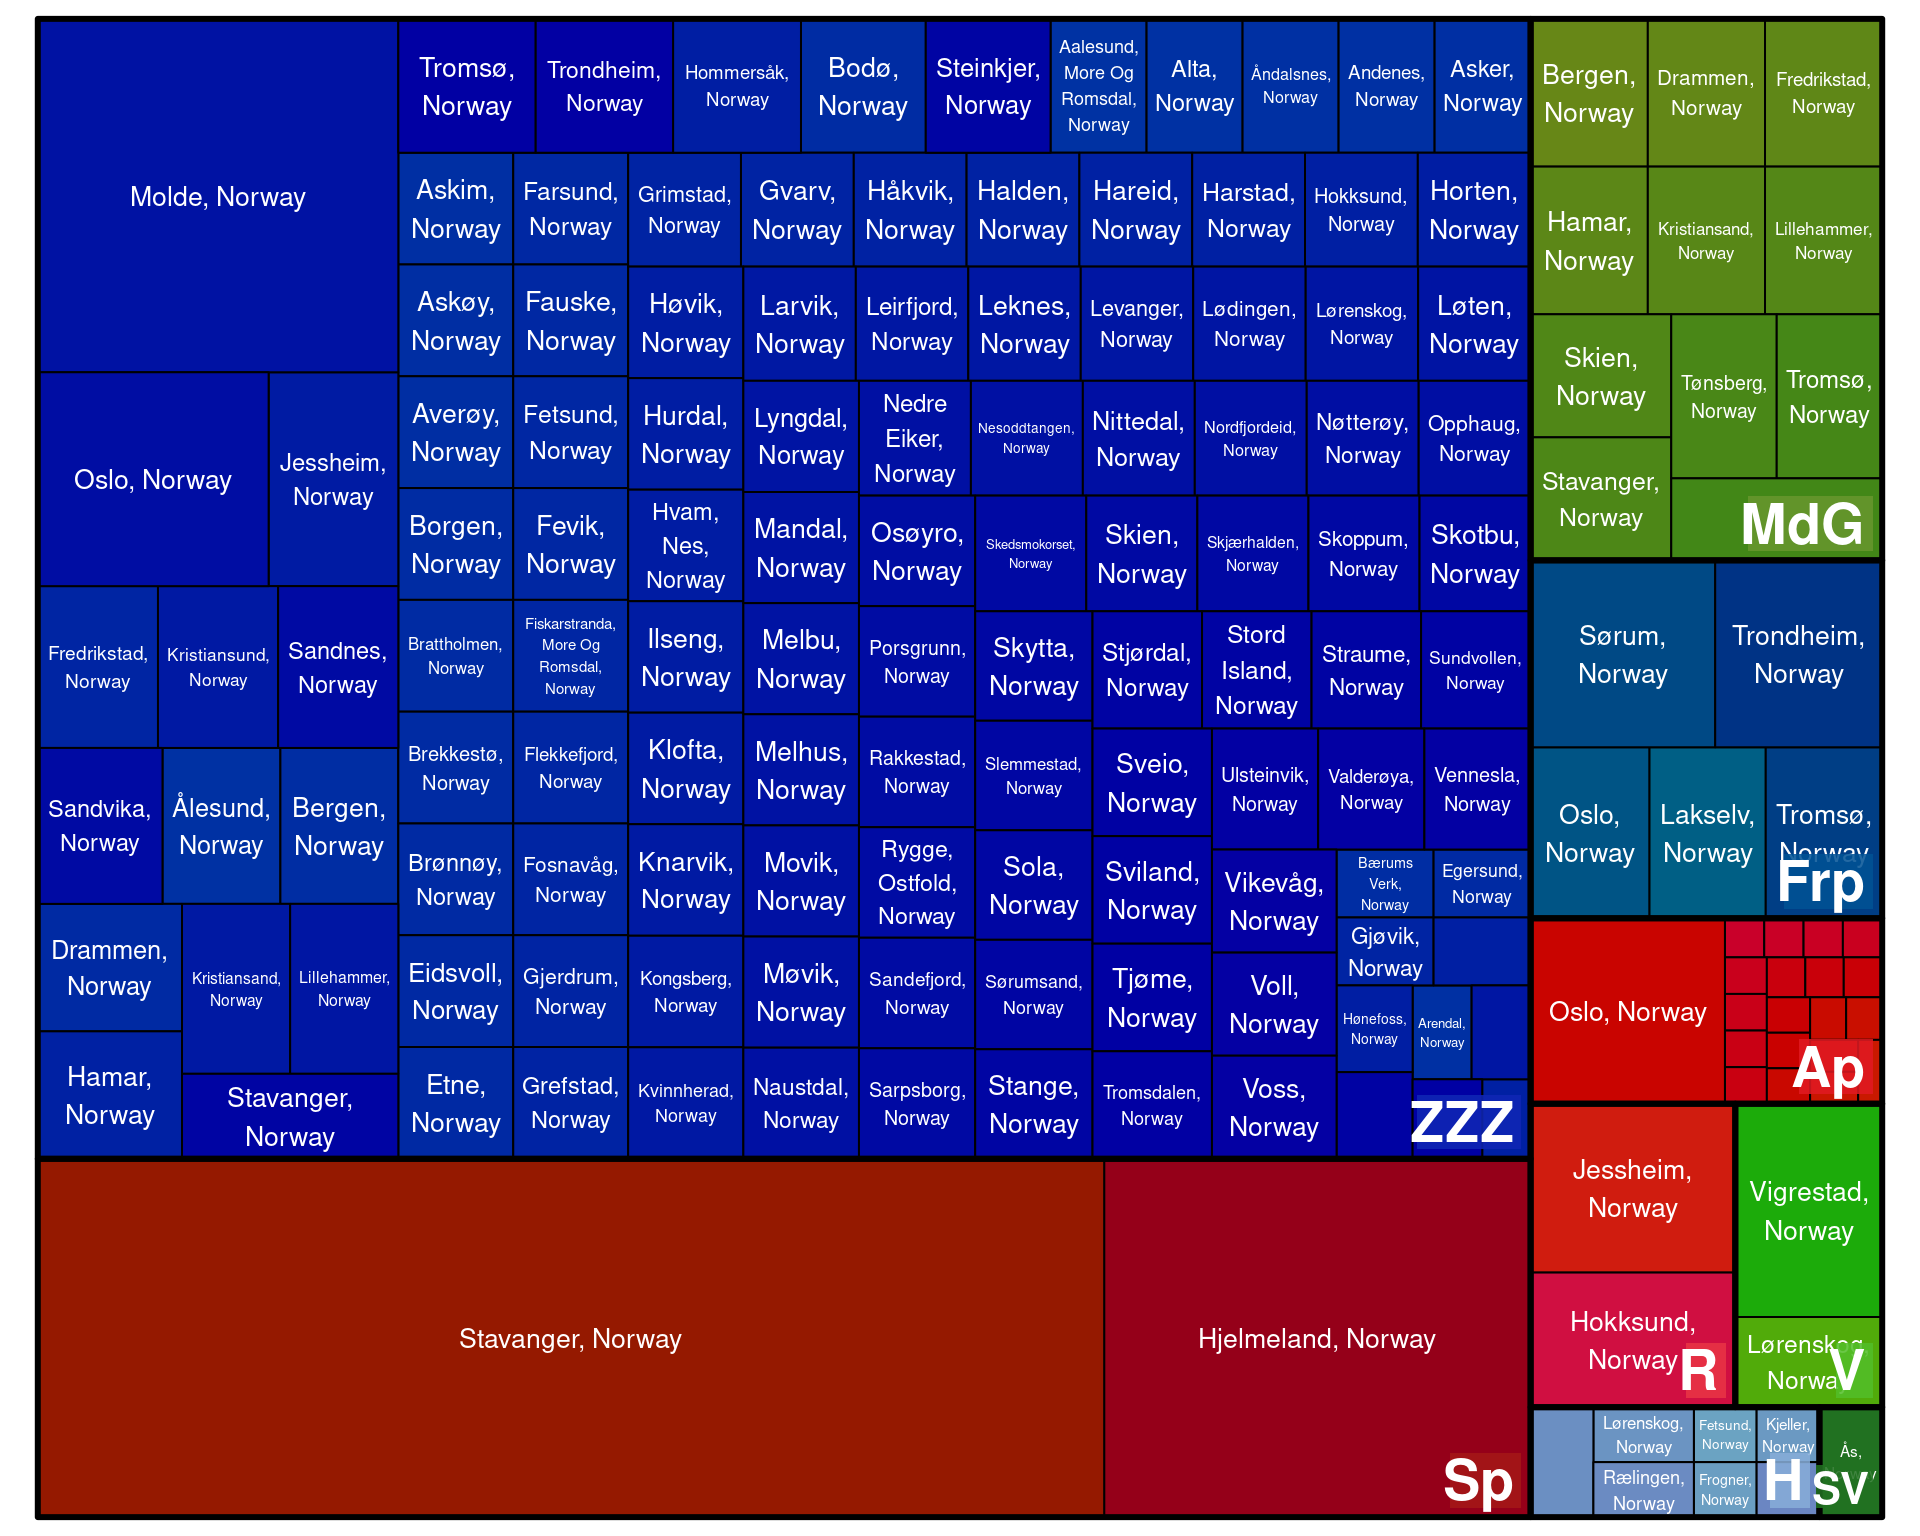 Molde, Norway
Oslo, Norway
Jessheim,
Norway
Fredrikstad,
Norway
Kristiansund,
Norway
Sandnes,
Norway
Sandvika,
Norway
Ålesund,
Norway
Bergen,
Norway
Drammen,
Norway
Hamar,
Norway
Kristiansand,
Norway
Lillehammer,
Norway
Stavanger,
Norway
Tromsø,
Norway
Trondheim,
Norway
Hommersåk,
Norway
Bodø,
Norway
Steinkjer,
Norway
Aalesund,
More Og
Romsdal,
Norway
Alta,
Norway
Åndalsnes,
Norway
Andenes,
Norway
Asker,
Norway
Askim,
Norway
Askøy,
Norway
Averøy,
Norway
Borgen,
Norway
Brattholmen,
Norway
Brekkestø,
Norway
Brønnøy,
Norway
Eidsvoll,
Norway
Etne,
Norway
Farsund,
Norway
Fauske,
Norway
Fetsund,
Norway
Fevik,
Norway
Fiskarstranda,
More Og
Romsdal,
Norway
Flekkefjord,
Norway
Fosnavåg,
Norway
Gjerdrum,
Norway
Grefstad,
Norway
Grimstad,
Norway
Gvarv,
Norway
Håkvik,
Norway
Halden,
Norway
Hareid,
Norway
Harstad,
Norway
Hokksund,
Norway
Horten,
Norway
Høvik,
Norway
Hurdal,
Norway
Hvam,
Nes,
Norway
Ilseng,
Norway
Klofta,
Norway
Knarvik,
Norway
Kongsberg,
Norway
Kvinnherad,
Norway
Larvik,
Norway
Leirfjord,
Norway
Leknes,
Norway
Levanger,
Norway
Lødingen,
Norway
Lørenskog,
Norway
Løten,
Norway
Lyngdal,
Norway
Mandal,
Norway
Melbu,
Norway
Melhus,
Norway
Movik,
Norway
Møvik,
Norway
Naustdal,
Norway
Nedre
Eiker,
Norway
Nesoddtangen,
Norway
Nittedal,
Norway
Nordfjordeid,
Norway
Nøtterøy,
Norway
Opphaug,
Norway
Osøyro,
Norway
Porsgrunn,
Norway
Rakkestad,
Norway
Rygge,
Ostfold,
Norway
Sandefjord,
Norway
Sarpsborg,
Norway
Skedsmokorset,
Norway
Skien,
Norway
Skjærhalden,
Norway
Skoppum,
Norway
Skotbu,
Norway
Skytta,
Norway
Slemmestad,
Norway
Sola,
Norway
Sørumsand,
Norway
Stange,
Norway
Stjørdal,
Norway
Stord
Island,
Norway
Straume,
Norway
Sundvollen,
Norway
Sveio,
Norway
Sviland,
Norway
Tjøme,
Norway
Tromsdalen,
Norway
Ulsteinvik,
Norway
Valderøya,
Norway
Vennesla,
Norway
Vikevåg,
Norway
Voll,
Norway
Voss,
Norway
Bærums
Verk,
Norway
Egersund,
Norway
Gjøvik,
Norway
Hønefoss,
Norway
Arendal,
Norway
ZZZ
Stavanger, Norway
Hjelmeland, Norway
Sp
Bergen,
Norway
Drammen,
Norway
Fredrikstad,
Norway
Hamar,
Norway
Kristiansand,
Norway
Lillehammer,
Norway
Skien,
Norway
Stavanger,
Norway
Tønsberg,
Norway
Tromsø,
Norway
MdG
Sørum,
Norway
Trondheim,
Norway
Oslo,
Norway
Lakselv,
Norway
Tromsø,
Norway
Frp
Oslo, Norway
Ap
Jessheim,
Norway
Hokksund,
Norway
R
Vigrestad,
Norway
Lørenskog,
Norway
V
Lørenskog,
Norway
Rælingen,
Norway
Fetsund,
Norway
Frogner,
Norway
Kjeller,
Norway
H
Ås,
SV